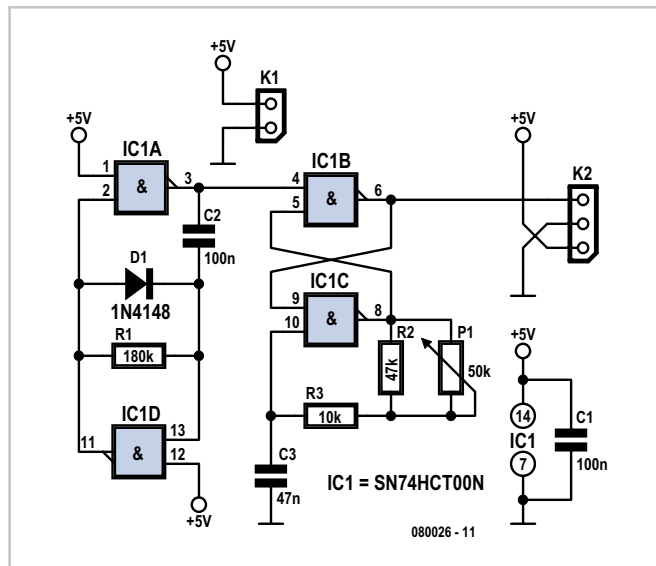 +5V
K1
+5V
IC1A
1
2
&
3
C2
100n
IC1B
4
5
&
6
+5V
K2
D1
1N4148
R1
180k
IC1D
11
&
13
12
+5V
IC1C
9
10
&
8
R2
47k
P1
50k
R3
10k
C3
47n
+5V
14
IC1
7
C1
100n
IC1 = SN74HCT00N
080026 - 11